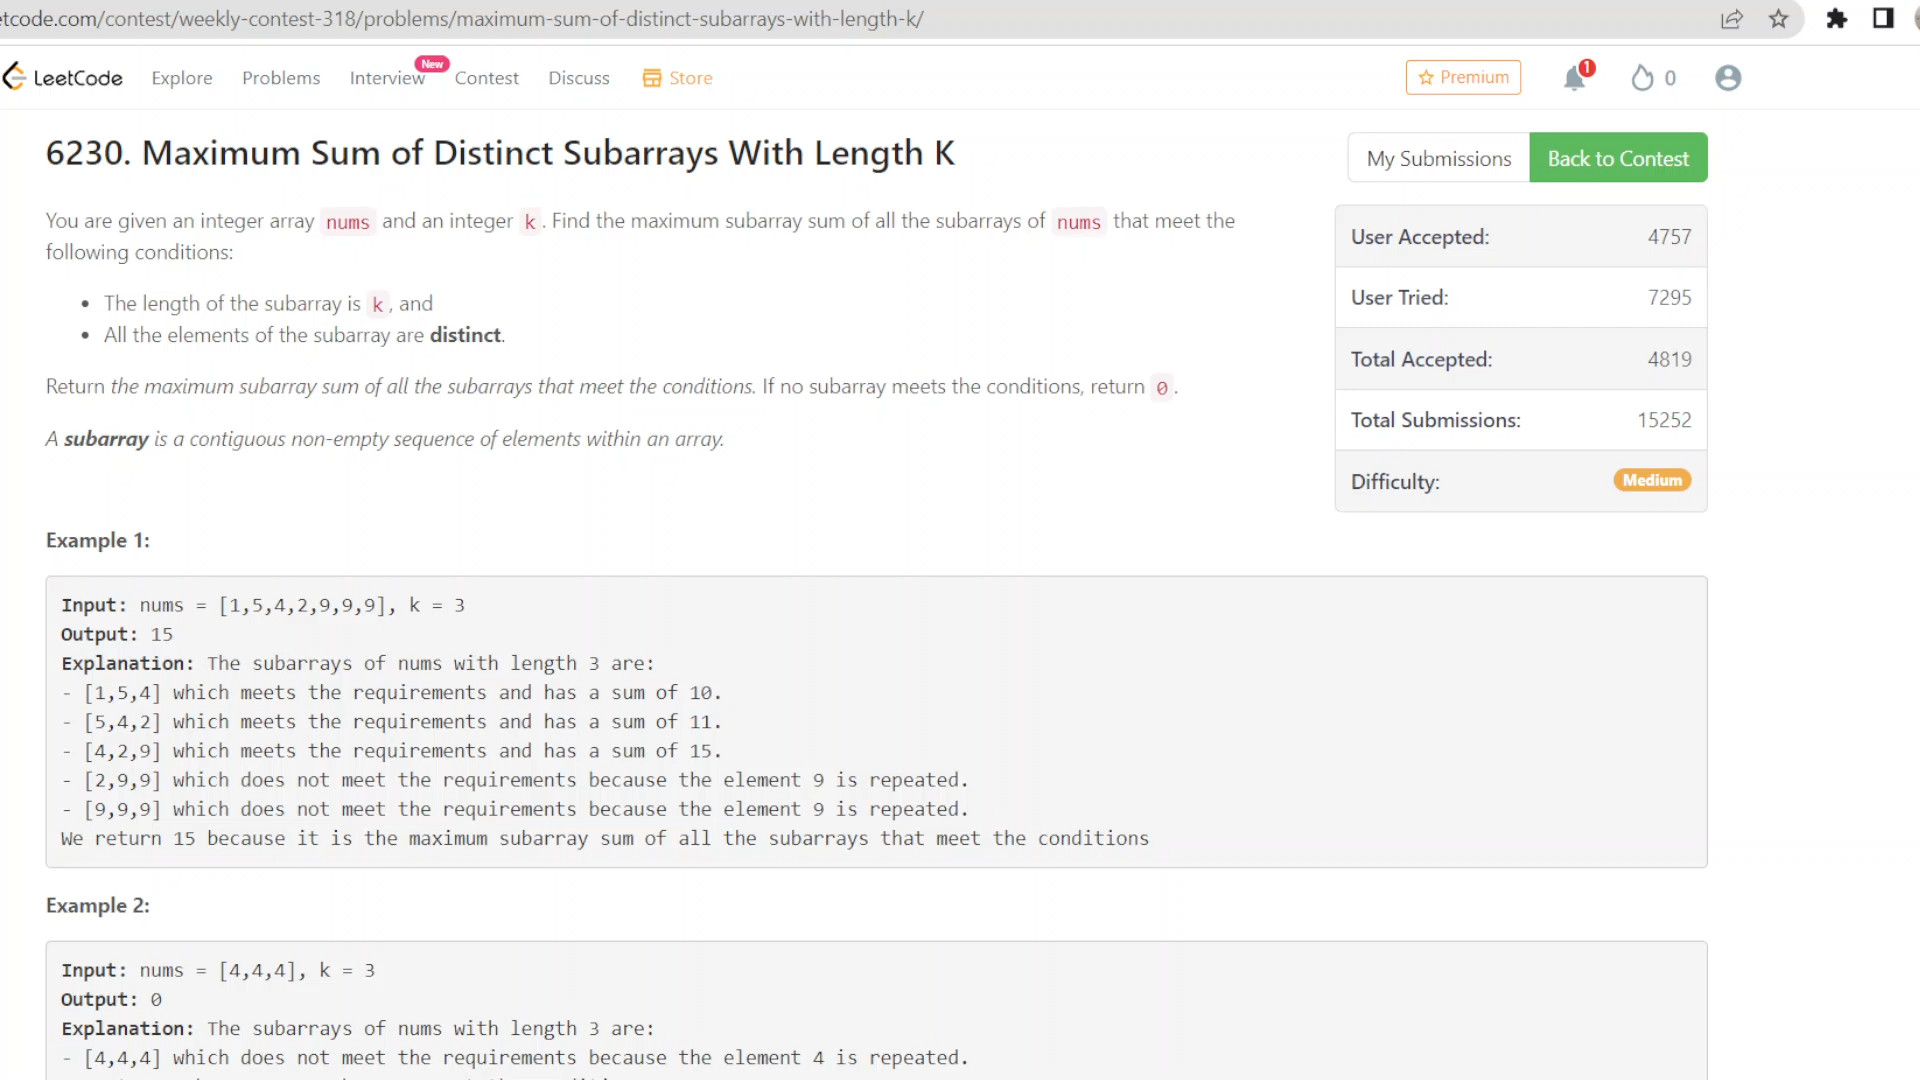 etcode.com/contest/weekly-contest-318/problems/maximum-sum-of-distinct-subarrays-with-length-k/
LeetCode Explore Problems Interview New Contest Discuss Store Premium 1 0
6230. Maximum Sum of Distinct Subarrays With Length K
My Submissions Back to Contest
You are given an integer array nums and an integer k. Find the maximum subarray sum of all the subarrays of nums that meet the
following conditions:
• The length of the subarray is k, and
• All the elements of the subarray are distinct.
Return the maximum subarray sum of all the subarrays that meet the conditions. If no subarray meets the conditions, return 0.
A subarray is a contiguous non-empty sequence of elements within an array.
User Accepted: 4757
User Tried: 7295
Total Accepted: 4819
Total Submissions: 15252
Difficulty: Medium
Example 1:
Input: nums = [1,5,4,2,9,9,9], k = 3
Output: 15
Explanation: The subarrays of nums with length 3 are:
- [1,5,4] which meets the requirements and has a sum of 10.
- [5,4,2] which meets the requirements and has a sum of 11.
- [4,2,9] which meets the requirements and has a sum of 15.
- [2,9,9] which does not meet the requirements because the element 9 is repeated.
- [9,9,9] which does not meet the requirements because the element 9 is repeated.
We return 15 because it is the maximum subarray sum of all the subarrays that meet the conditions
Example 2:
Input: nums = [4,4,4], k = 3
Output: 0
Explanation: The subarrays of nums with length 3 are:
- [4,4,4] which does not meet the requirements because the element 4 is repeated.